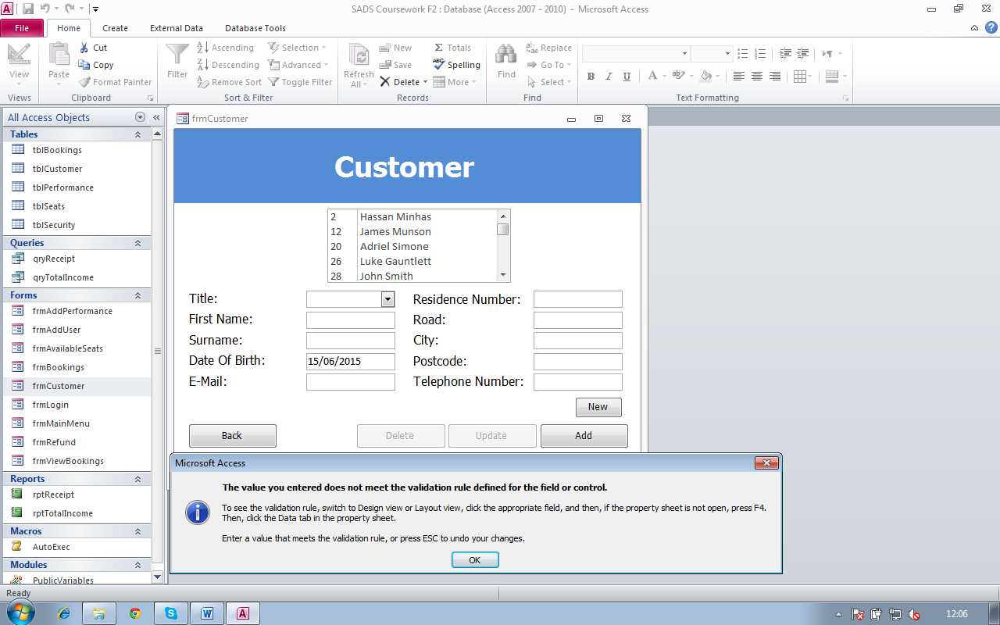 SADS Coursework F2 : Database (Access 2007 - 2010) - Microsoft Access
File Home Create External Data Database Tools
View
Views
Paste
Cut
Copy
Format Painter
Clipboard
Filter
Ascending
Descending
Remove Sort
Selection
Advanced
Toggle Filter
Sort & Filter
Refresh All
New
Save
Delete
Totals
Spelling
More
Records
Find
Replace
Go To
Select
Find
B I U A
Text Formatting
All Access Objects
Tables
tblBookings
tblCustomer
tblPerformance
tblSeats
tblSecurity
Queries
qryReceipt
qryTotalIncome
Forms
frmAddPerformance
frmAddUser
frmAvailableSeats
frmBookings
frmCustomer
frmLogin
frmMainMenu
frmRefund
frmViewBookings
Reports
rptReceipt
rptTotalIncome
Macros
AutoExec
Modules
PublicVariables
frmCustomer
Customer
2 Hassan Minhas
12 James Munson
20 Adriel Simone
26 Luke Gauntlett
28 John Smith
Title: Residence Number:
First Name: Road:
Surname: City:
Date Of Birth: 15/06/2015 Postcode:
E-Mail: Telephone Number:
New
Back Delete Update Add
Microsoft Access
The value you entered does not meet the validation rule defined for the field or control.
To see the validation rule, switch to Design view or Layout view, click the appropriate field, and then, if the property sheet is not open, press F4.
Then, click the Data tab in the property sheet.
Enter a value that meets the validation rule, or press ESC to undo your changes.
OK
Ready
12:06